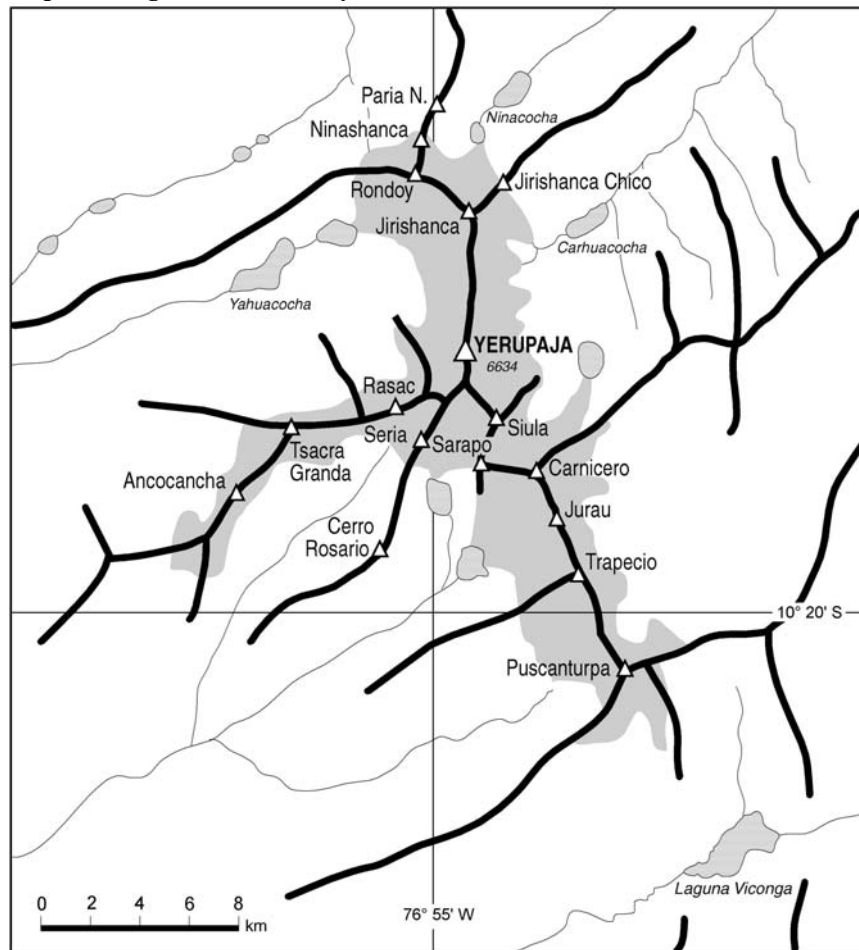 Paria N.
Ninacocha
Ninashanca
Rondoy
Jirishanca Chico
Jirishanca
Carhuacocha
Yahuacocha
YERUPAJA
6634
Rasac
Seria
Sarapo
Siula
Tsacra
Granda
Carnicero
Ancocancha
Jurau
Cerro
Rosario
Trapecio
10° 20' S
Puscanturpa
Laguna Viconga
0 2 4 6 8
km
76° 55' W